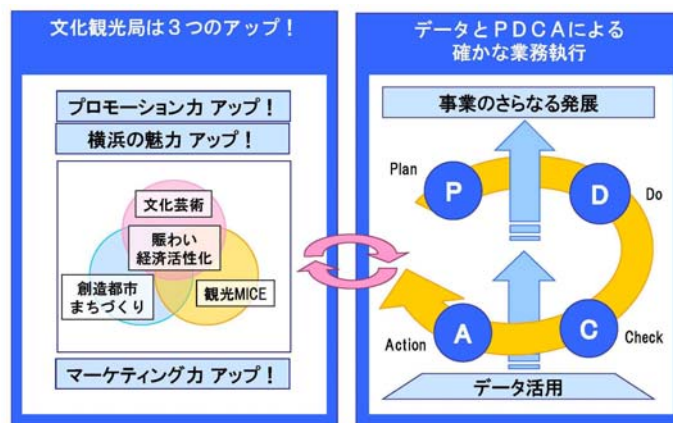 文化観光局は３つのアップ！
プロモーション力 アップ！
横浜の魅力 アップ！
文化芸術
賑わい
経済活性化
創造都市
まちづくり
観光MICE
マーケティング力 アップ！
データとＰＤＣＡによる
確かな業務執行
事業のさらなる発展
Plan
P
D
Do
Action
A
C
Check
データ活用